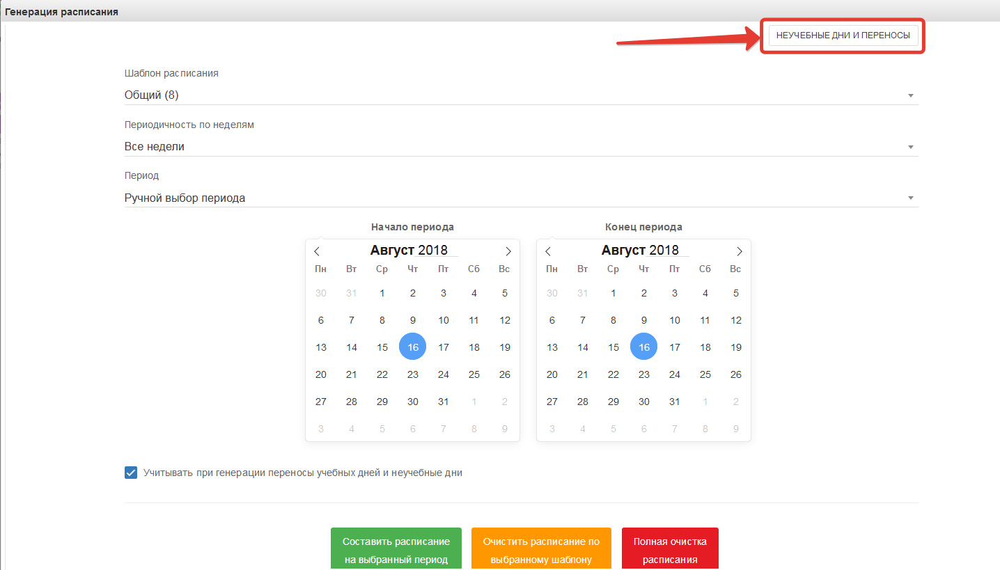 Генерация расписания
НЕУЧЕБНЫЕ ДНИ И ПЕРЕНОСЫ
Шаблон расписания
Общий (8)
Периодичность по неделям
Все недели
Период
Ручной выбор периода
Начало периода
Август 2018
Пн Вт Ср Чт Пт Сб Вс
30 31 1 2 3 4 5
6 7 8 9 10 11 12
13 14 15 16 17 18 19
20 21 22 23 24 25 26
27 28 29 30 31 1 2
3 4 5 6 7 8 9
Конец периода
Август 2018
Пн Вт Ср Чт Пт Сб Вс
30 31 1 2 3 4 5
6 7 8 9 10 11 12
13 14 15 16 17 18 19
20 21 22 23 24 25 26
27 28 29 30 31 1 2
3 4 5 6 7 8 9
Учитывать при генерации переносы учебных дней и неучебные дни
Составить расписание
на выбранный период
Очистить расписание по
выбранному шаблону
Полная очистка
расписания